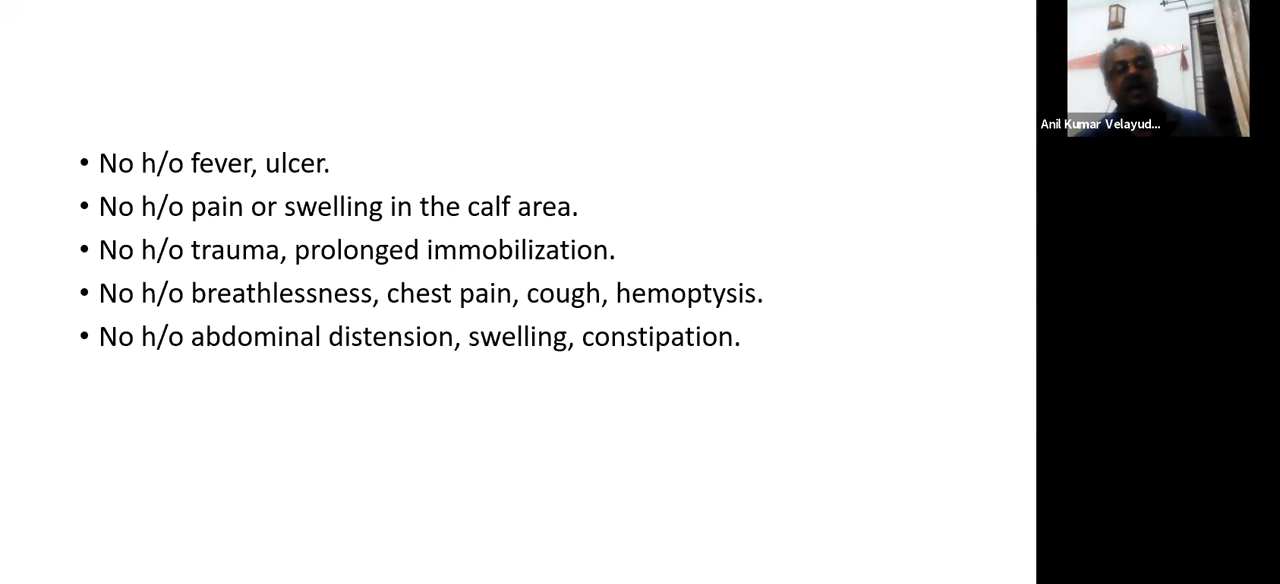 • No h/o fever, ulcer.
• No h/o pain or swelling in the calf area.
• No h/o trauma, prolonged immobilization.
• No h/o breathlessness, chest pain, cough, hemoptysis.
• No h/o abdominal distension, swelling, constipation.
Anil Kumar Velayud...